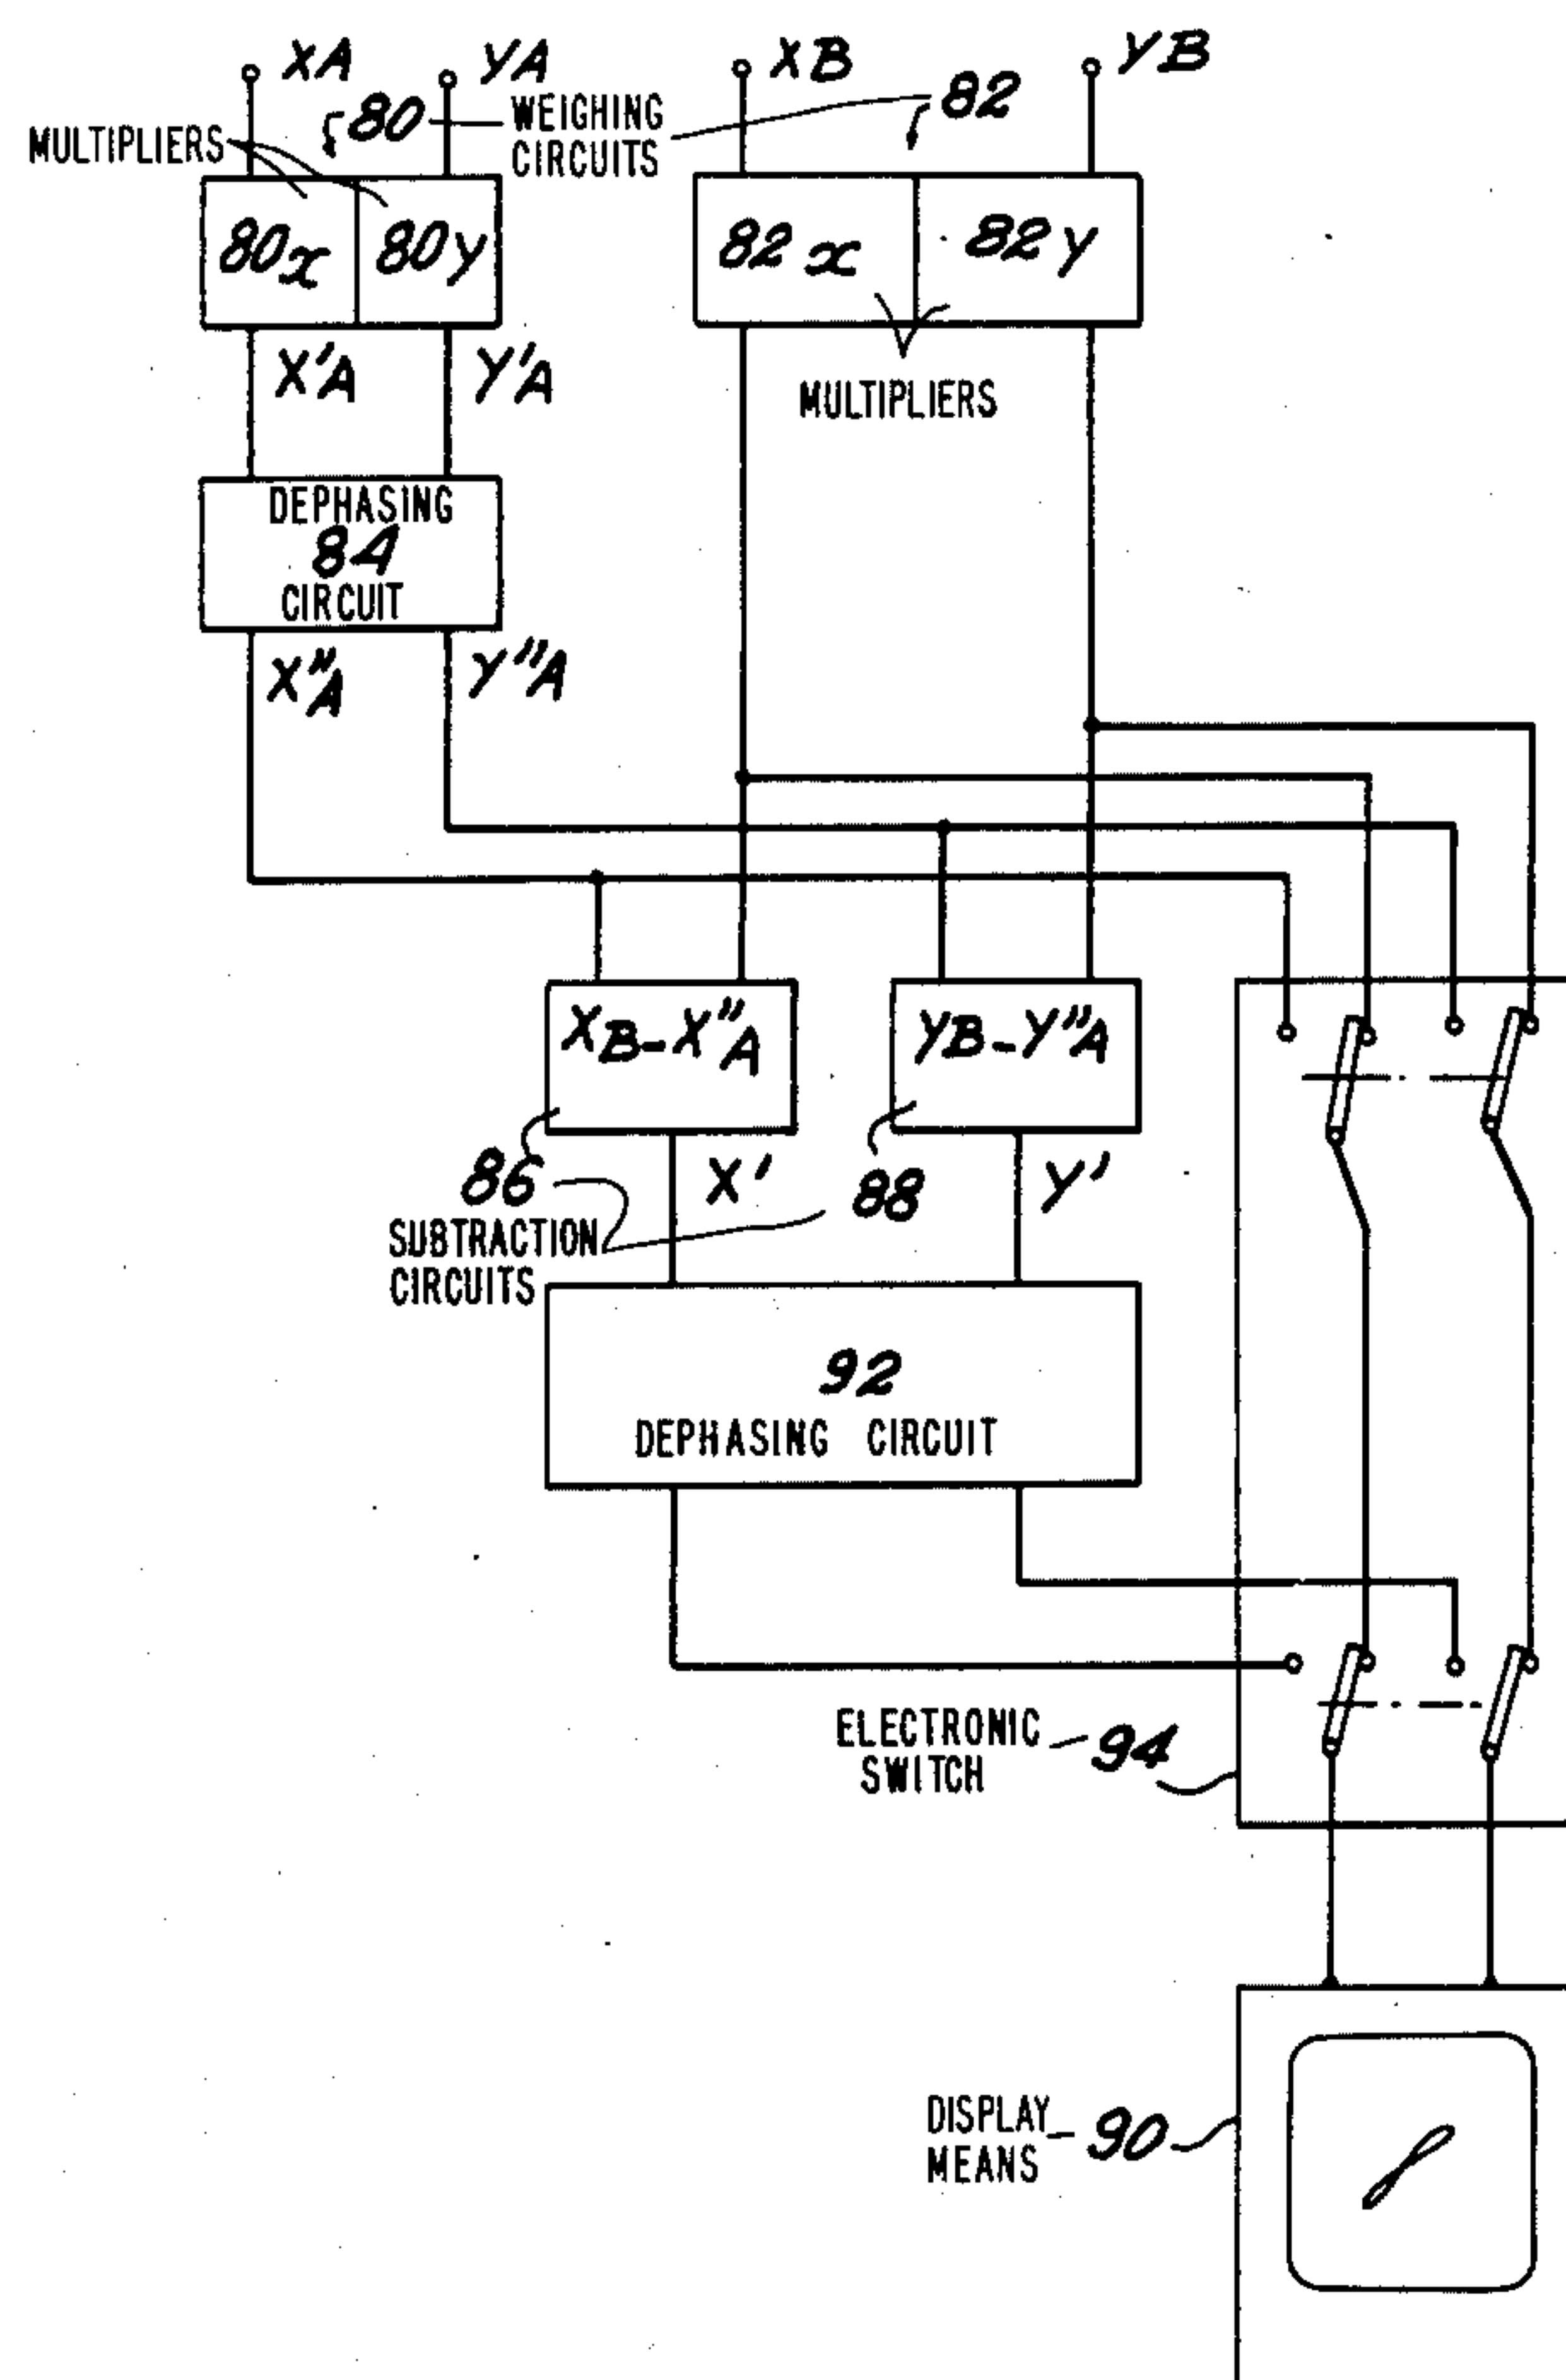 XA
YA
XB
YB
MULTIPLIERS
80
WEIGHING
CIRCUITS
82
80x
80y
82x
82y
X'A
Y'A
MULTIPLIERS
DEPHASING
84
CIRCUIT
X"A
Y"A
XB-X"A
YB-Y"A
86
X'
88
Y'
SUBTRACTION
CIRCUITS
92
DEPHASING CIRCUIT
ELECTRONIC
SWITCH
94
DISPLAY
MEANS
90